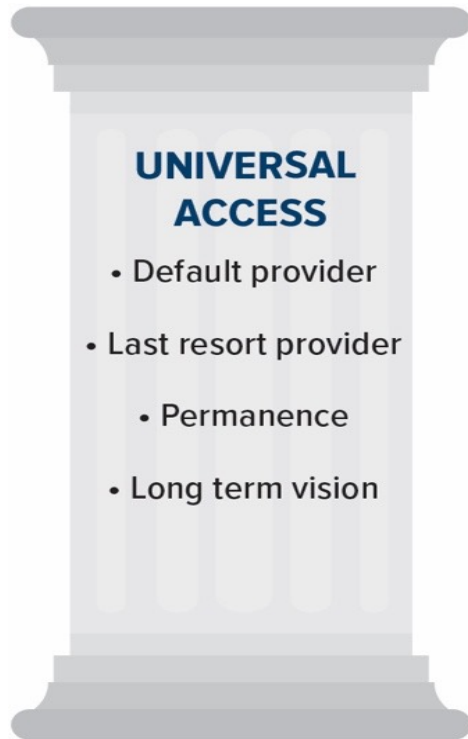 UNIVERSAL
ACCESS
• Default provider
• Last resort provider
• Permanence
• Long term vision